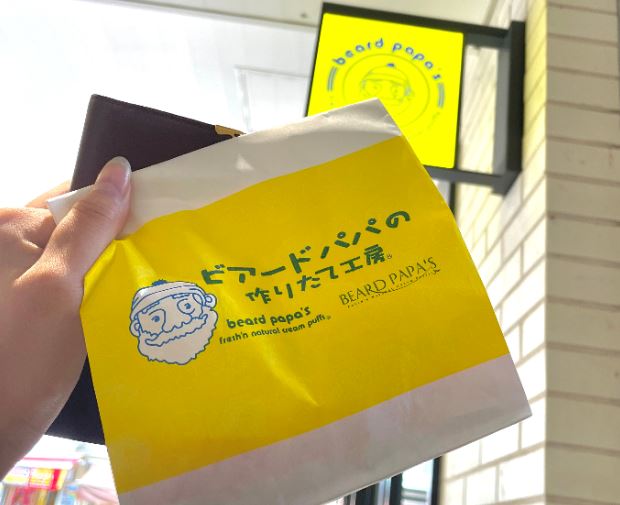 beard papa's
ビアードパパの
作りたて工房®
beard papa's
fresh'n natural cream puffs®
BEARD PAPA'S